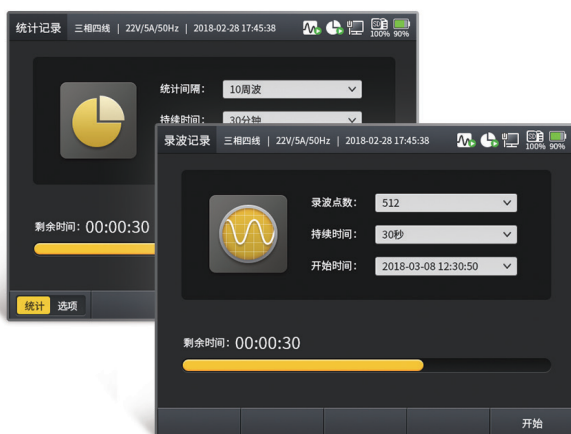 统计记录 三相四线 | 22V/5A/50Hz | 2018-02-28 17:45:38 SD 100% 90%
统计间隔: 10周波
持续时间: 30分钟
剩余时间: 00:00:30
统计 选项
录波记录 三相四线 | 22V/5A/50Hz | 2018-02-28 17:45:38 SD 100% 90%
录波点数: 512
持续时间: 30秒
开始时间: 2018-03-08 12:30:50
剩余时间: 00:00:30
开始